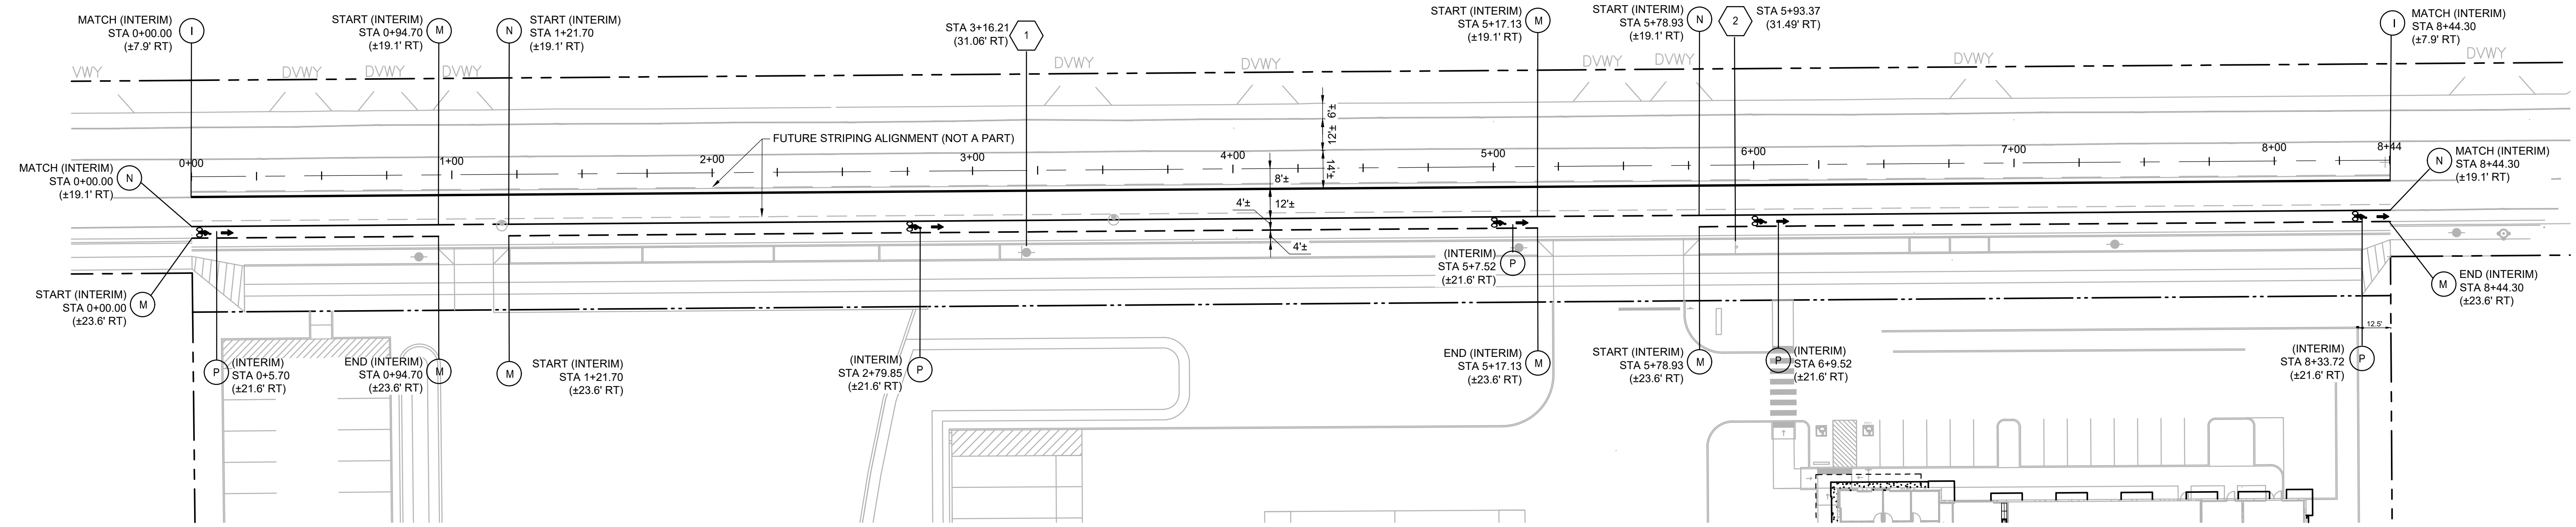 MATCH (INTERIM)
STA 0+00.00
(±7.9' RT)
I
START (INTERIM)
STA 0+94.70
(±19.1' RT)
M
N
START (INTERIM)
STA 1+21.70
(±19.1' RT)
STA 3+16.21
(31.06' RT)
1
START (INTERIM)
STA 5+17.13
(±19.1' RT)
M
START (INTERIM)
STA 5+78.93
(±19.1' RT)
N
2
STA 5+93.37
(31.49' RT)
I
MATCH (INTERIM)
STA 8+44.30
(±7.9' RT)
VWY
DVWY
DVWY
DVWY
DVWY
DVWY
DVWY
DVWY
DVWY
DVWY
6'±
12'±
14'±
FUTURE STRIPING ALIGNMENT (NOT A PART)
0+00
1+00
2+00
3+00
4+00
5+00
6+00
7+00
8+00
8+44
MATCH (INTERIM)
STA 0+00.00
(±19.1' RT)
N
8'±
4'±
12'±
4'±
N
MATCH (INTERIM)
STA 8+44.30
(±19.1' RT)
START (INTERIM)
STA 0+00.00
(±23.6' RT)
M
(INTERIM)
STA 5+7.52
(±21.6' RT)
P
M
END (INTERIM)
STA 8+44.30
(±23.6' RT)
12.5'
P
(INTERIM)
STA 0+5.70
(±21.6' RT)
END (INTERIM)
STA 0+94.70
(±23.6' RT)
M
M
START (INTERIM)
STA 1+21.70
(±23.6' RT)
(INTERIM)
STA 2+79.85
(±21.6' RT)
P
END (INTERIM)
STA 5+17.13
(±23.6' RT)
M
START (INTERIM)
STA 5+78.93
(±23.6' RT)
M
P
(INTERIM)
STA 6+9.52
(±21.6' RT)
(INTERIM)
STA 8+33.72
(±21.6' RT)
P